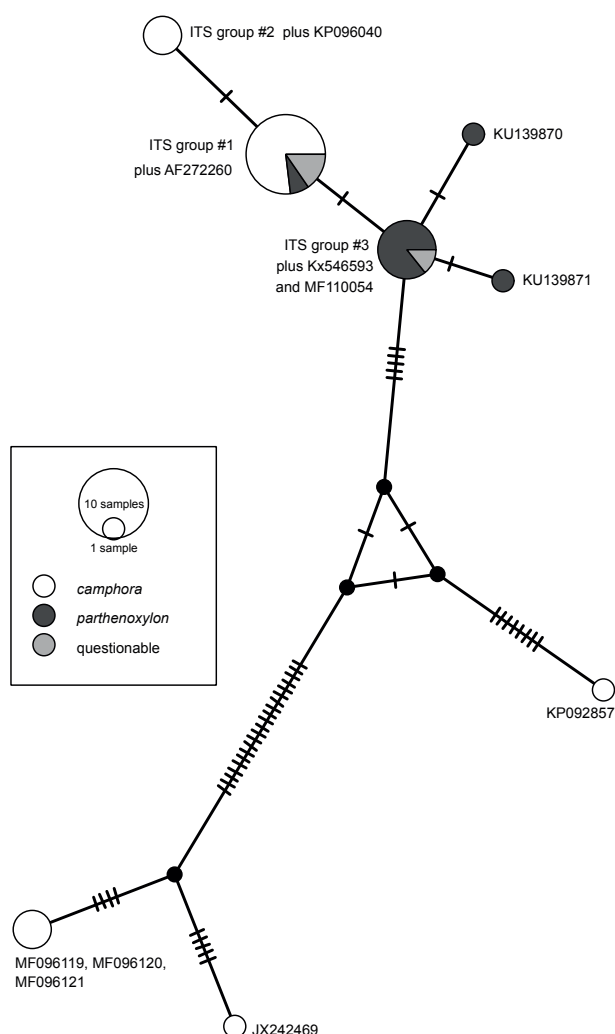 ITS group #2 plus KP096040
ITS group #1
plus AF272260
KU139870
ITS group #3
plus Kx546593
and MF110054
KU139871
10 samples
1 sample
camphora
parthenoxylon
questionable
KP092857
MF096119, MF096120,
MF096121
JX242469